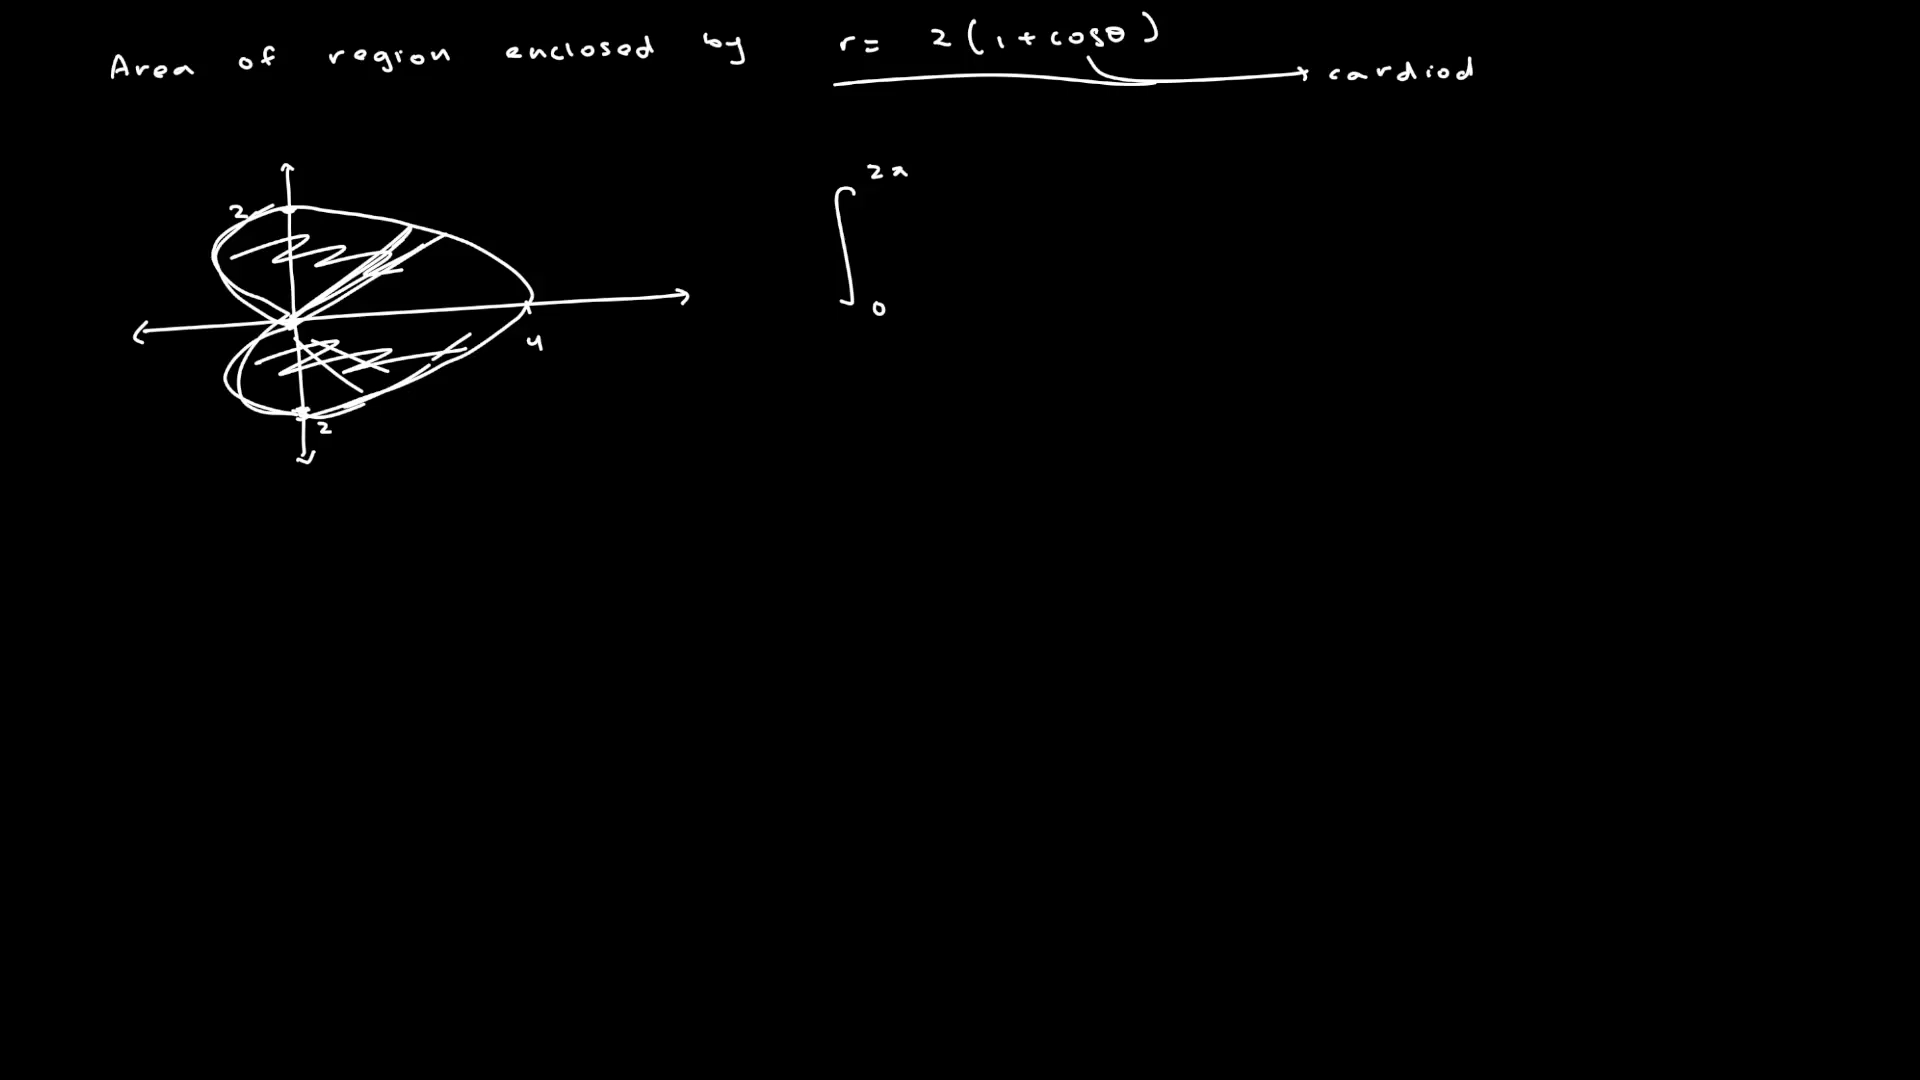 Area of region enclosed by r = 2(1+cosθ)
cardiod
2
4
2
∫
2π
0